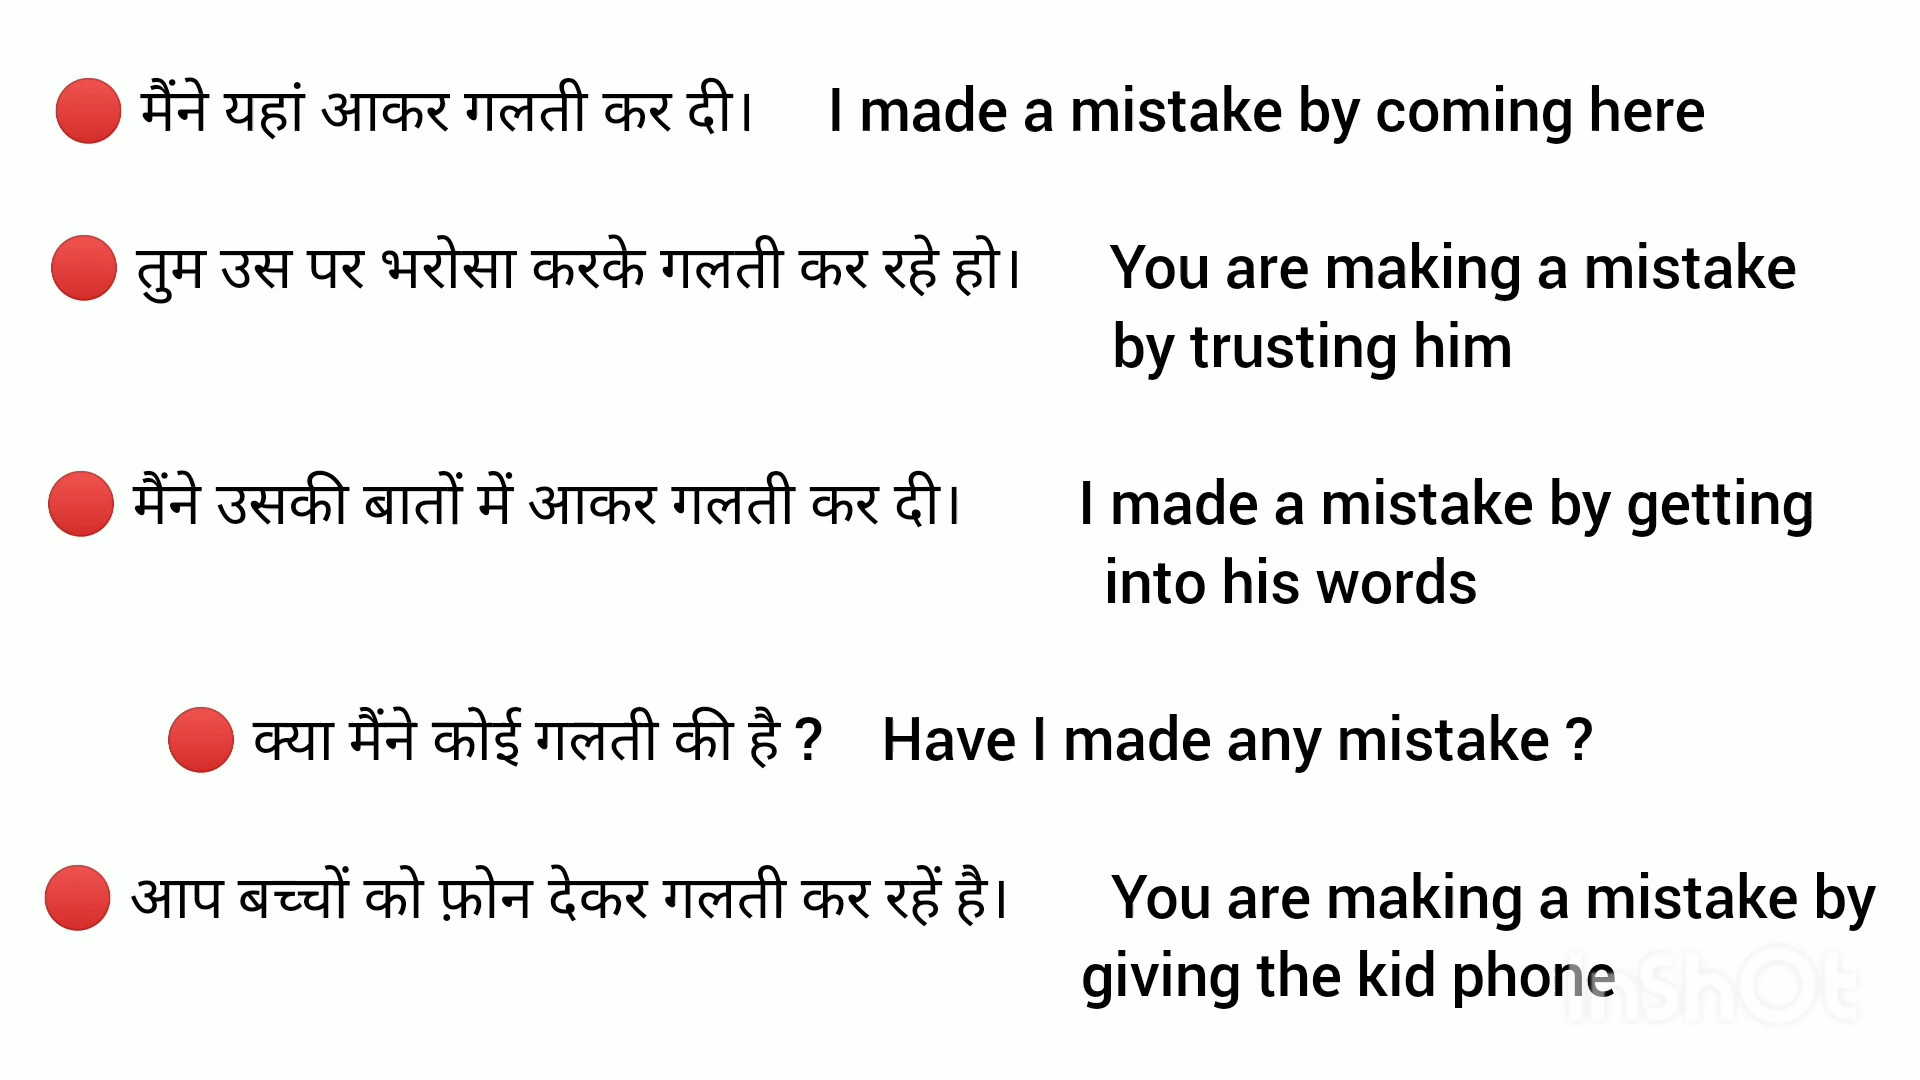 🔴 मैंने यहां आकर गलती कर दी। I made a mistake by coming here
🔴 तुम उस पर भरोसा करके गलती कर रहे हो। You are making a mistake
by trusting him
🔴 मैंने उसकी बातों में आकर गलती कर दी। I made a mistake by getting
into his words
🔴 क्या मैंने कोई गलती की है ? Have I made any mistake ?
🔴 आप बच्चों को फ़ोन देकर गलती कर रहें है। You are making a mistake by
giving the kid phone
InShOt